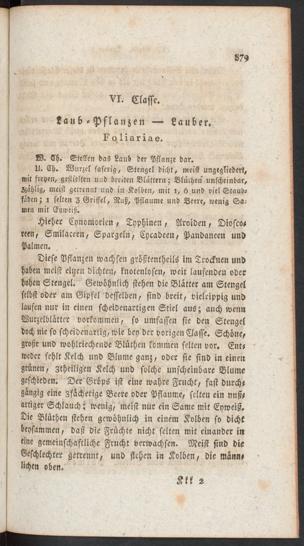 879
VI. Classe.
Laub-Pflanzen — Lauber.
Foliariae.
W. Th. Stellen das Laub der Pflanze dar.
U. Th. Wurzel faserig, Stengel dicht, meist ungegliedert,
mit freyen, gestielten und breiten Blättern; Blüthen unscheinbar,
3zählig, meist getrennt und in Kolben, mit 1, 6 und viel Staub-
fäden; 1 selten 3 Griffel, Nuß, Pflaume und Beere, wenig Sa-
men mit Eyweiß.
Hieher Cynomorien, Typhinen, Aroiden, Diosco-
reen, Smilaceen, Spargeln, Cycadeen, Pandaneen und
Palmen.
Diese Pflanzen wachsen größtentheils im Trocknen und
haben meist einen dichten, knotenlosen, weit laufenden oder
hohen Stengel. Gewöhnlich stehen die Blätter am Stengel
selbst oder am Gipfel desselben, sind breit, vielrippig und
laufen nur in einen scheidenartigen Stiel aus; auch wenn
Wurzelblätter vorkommen, so umfassen sie den Stengel
doch nie so scheidenartig, wie bey der vorigen Classe. Schöne,
große und wohlriechende Blüthen kommen selten vor. Ent-
weder fehlt Kelch und Blume ganz, oder sie sind in einen
grünen, 3theiligen Kelch und solche unscheinbare Blume
geschieden. Der Gröps ist eine wahre Frucht, fast durch-
gängig eine 3fächerige Beere oder Pflaume, selten ein nuß-
artiger Schlauch; wenig, meist nur ein Same mit Eyweiß.
Die Blüthen stehen gewöhnlich in einem Kolben so dicht
beysammen, daß die Früchte nicht selten mit einander in
eine gemeinschaftliche Frucht verwachsen. Meist sind die
Geschlechter getrennt, und stehen in Kolben, die männ-
lichen oben.
Kkk 2